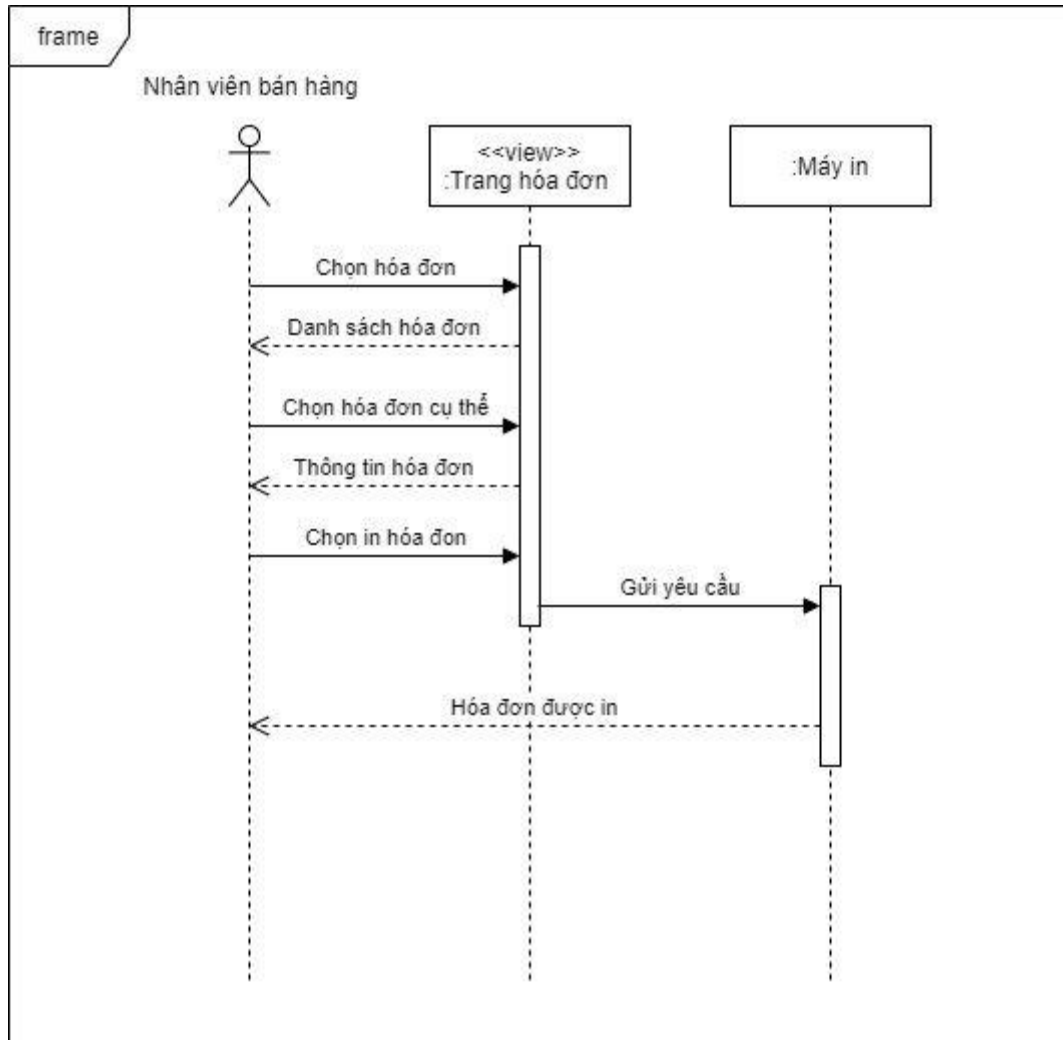 frame
Nhân viên bán hàng
<<view>>
:Trang hóa đơn
:Máy in
Chọn hóa đơn
Danh sách hóa đơn
Chọn hóa đơn cụ thể
Thông tin hóa đơn
Chọn in hóa đon
Gửi yêu cầu
Hóa đơn được in